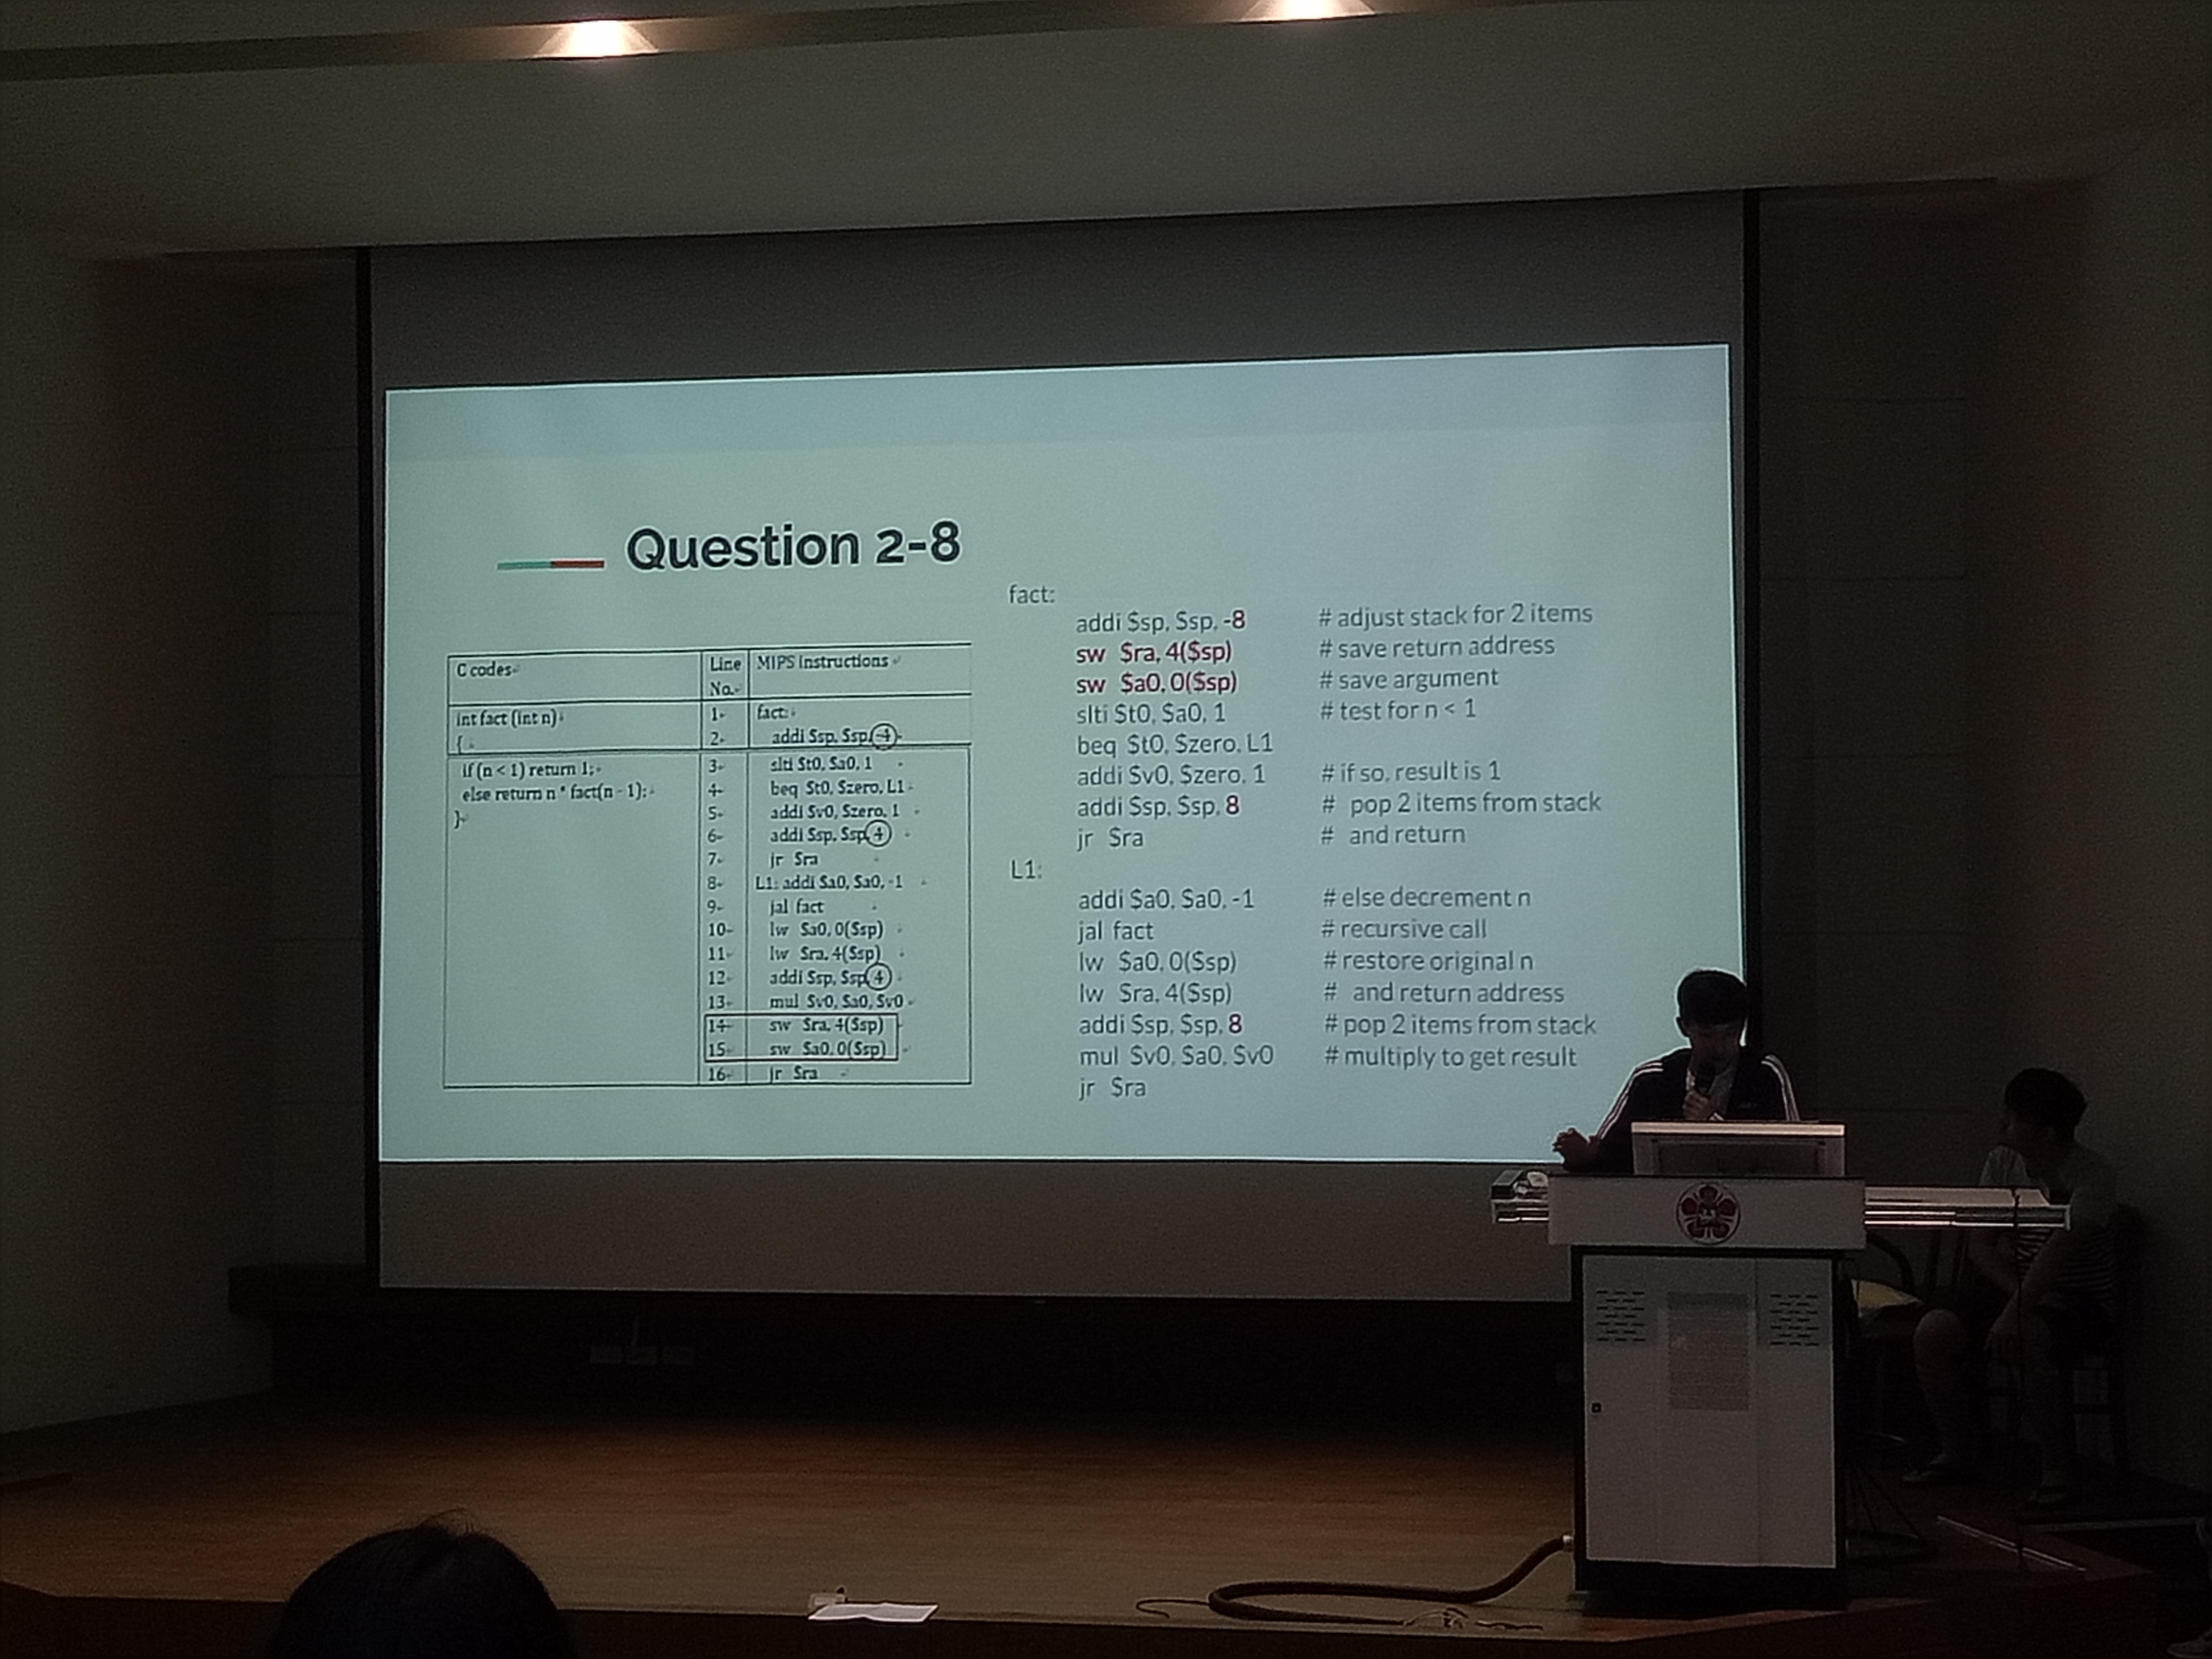 Question 2-8
C codes
Line No.
MIPS instructions
int fact (int n)
{
if (n < 1) return 1;
else return n * fact(n - 1);
}
1 fact:
2 addi $sp, $sp, -4
3 slti $t0, $a0, 1
4 beq $t0, $zero, L1
5 addi $v0, $zero, 1
6 addi $sp, $sp, 4
7 jr $ra
8 L1: addi $a0, $a0, -1
9 jal fact
10 lw $a0, 0($sp)
11 lw $ra, 4($sp)
12 addi $sp, $sp, 4
13 mul $v0, $a0, $v0
14 sw $ra, 4($sp)
15 sw $a0, 0($sp)
16 jr $ra
fact:
addi $sp, $sp, -8 # adjust stack for 2 items
sw $ra, 4($sp) # save return address
sw $a0, 0($sp) # save argument
slti $t0, $a0, 1 # test for n < 1
beq $t0, $zero, L1
addi $v0, $zero, 1 # if so, result is 1
addi $sp, $sp, 8 # pop 2 items from stack
jr $ra # and return
L1:
addi $a0, $a0, -1 # else decrement n
jal fact # recursive call
lw $a0, 0($sp) # restore original n
lw $ra, 4($sp) # and return address
addi $sp, $sp, 8 # pop 2 items from stack
mul $v0, $a0, $v0 # multiply to get result
jr $ra